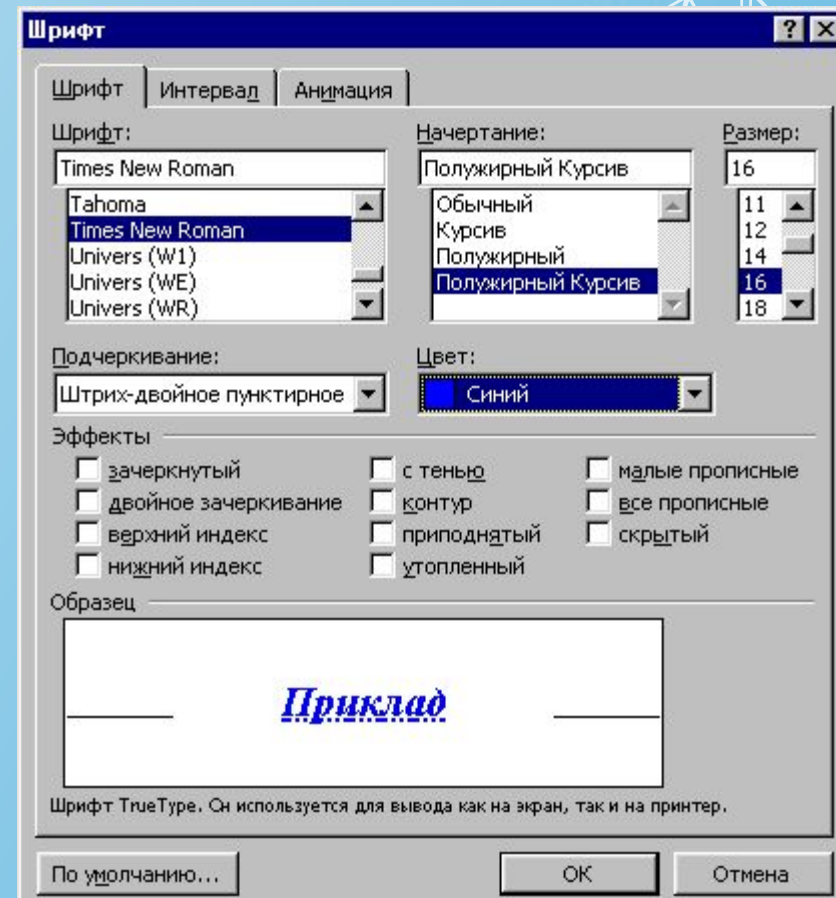 Шрифт
Шрифт Интервал Анимация
Шрифт: Начертание: Размер:
Times New Roman Полужирный Курсив 16
Tahoma Обычный 11
Times New Roman Курсив 12
Univers (W1) Полужирный 14
Univers (WE) Полужирный Курсив 16
Univers (WR) 18
Подчеркивание: Цвет:
Штрих-двойное пунктирное Синий
Эффекты
зачеркнутый с тенью малые прописные
двойное зачеркивание контур все прописные
верхний индекс приподнятый скрытый
нижний индекс утопленный
Образец
Приклад
Шрифт TrueType. Он используется для вывода как на экран, так и на принтер.
По умолчанию... ОК Отмена